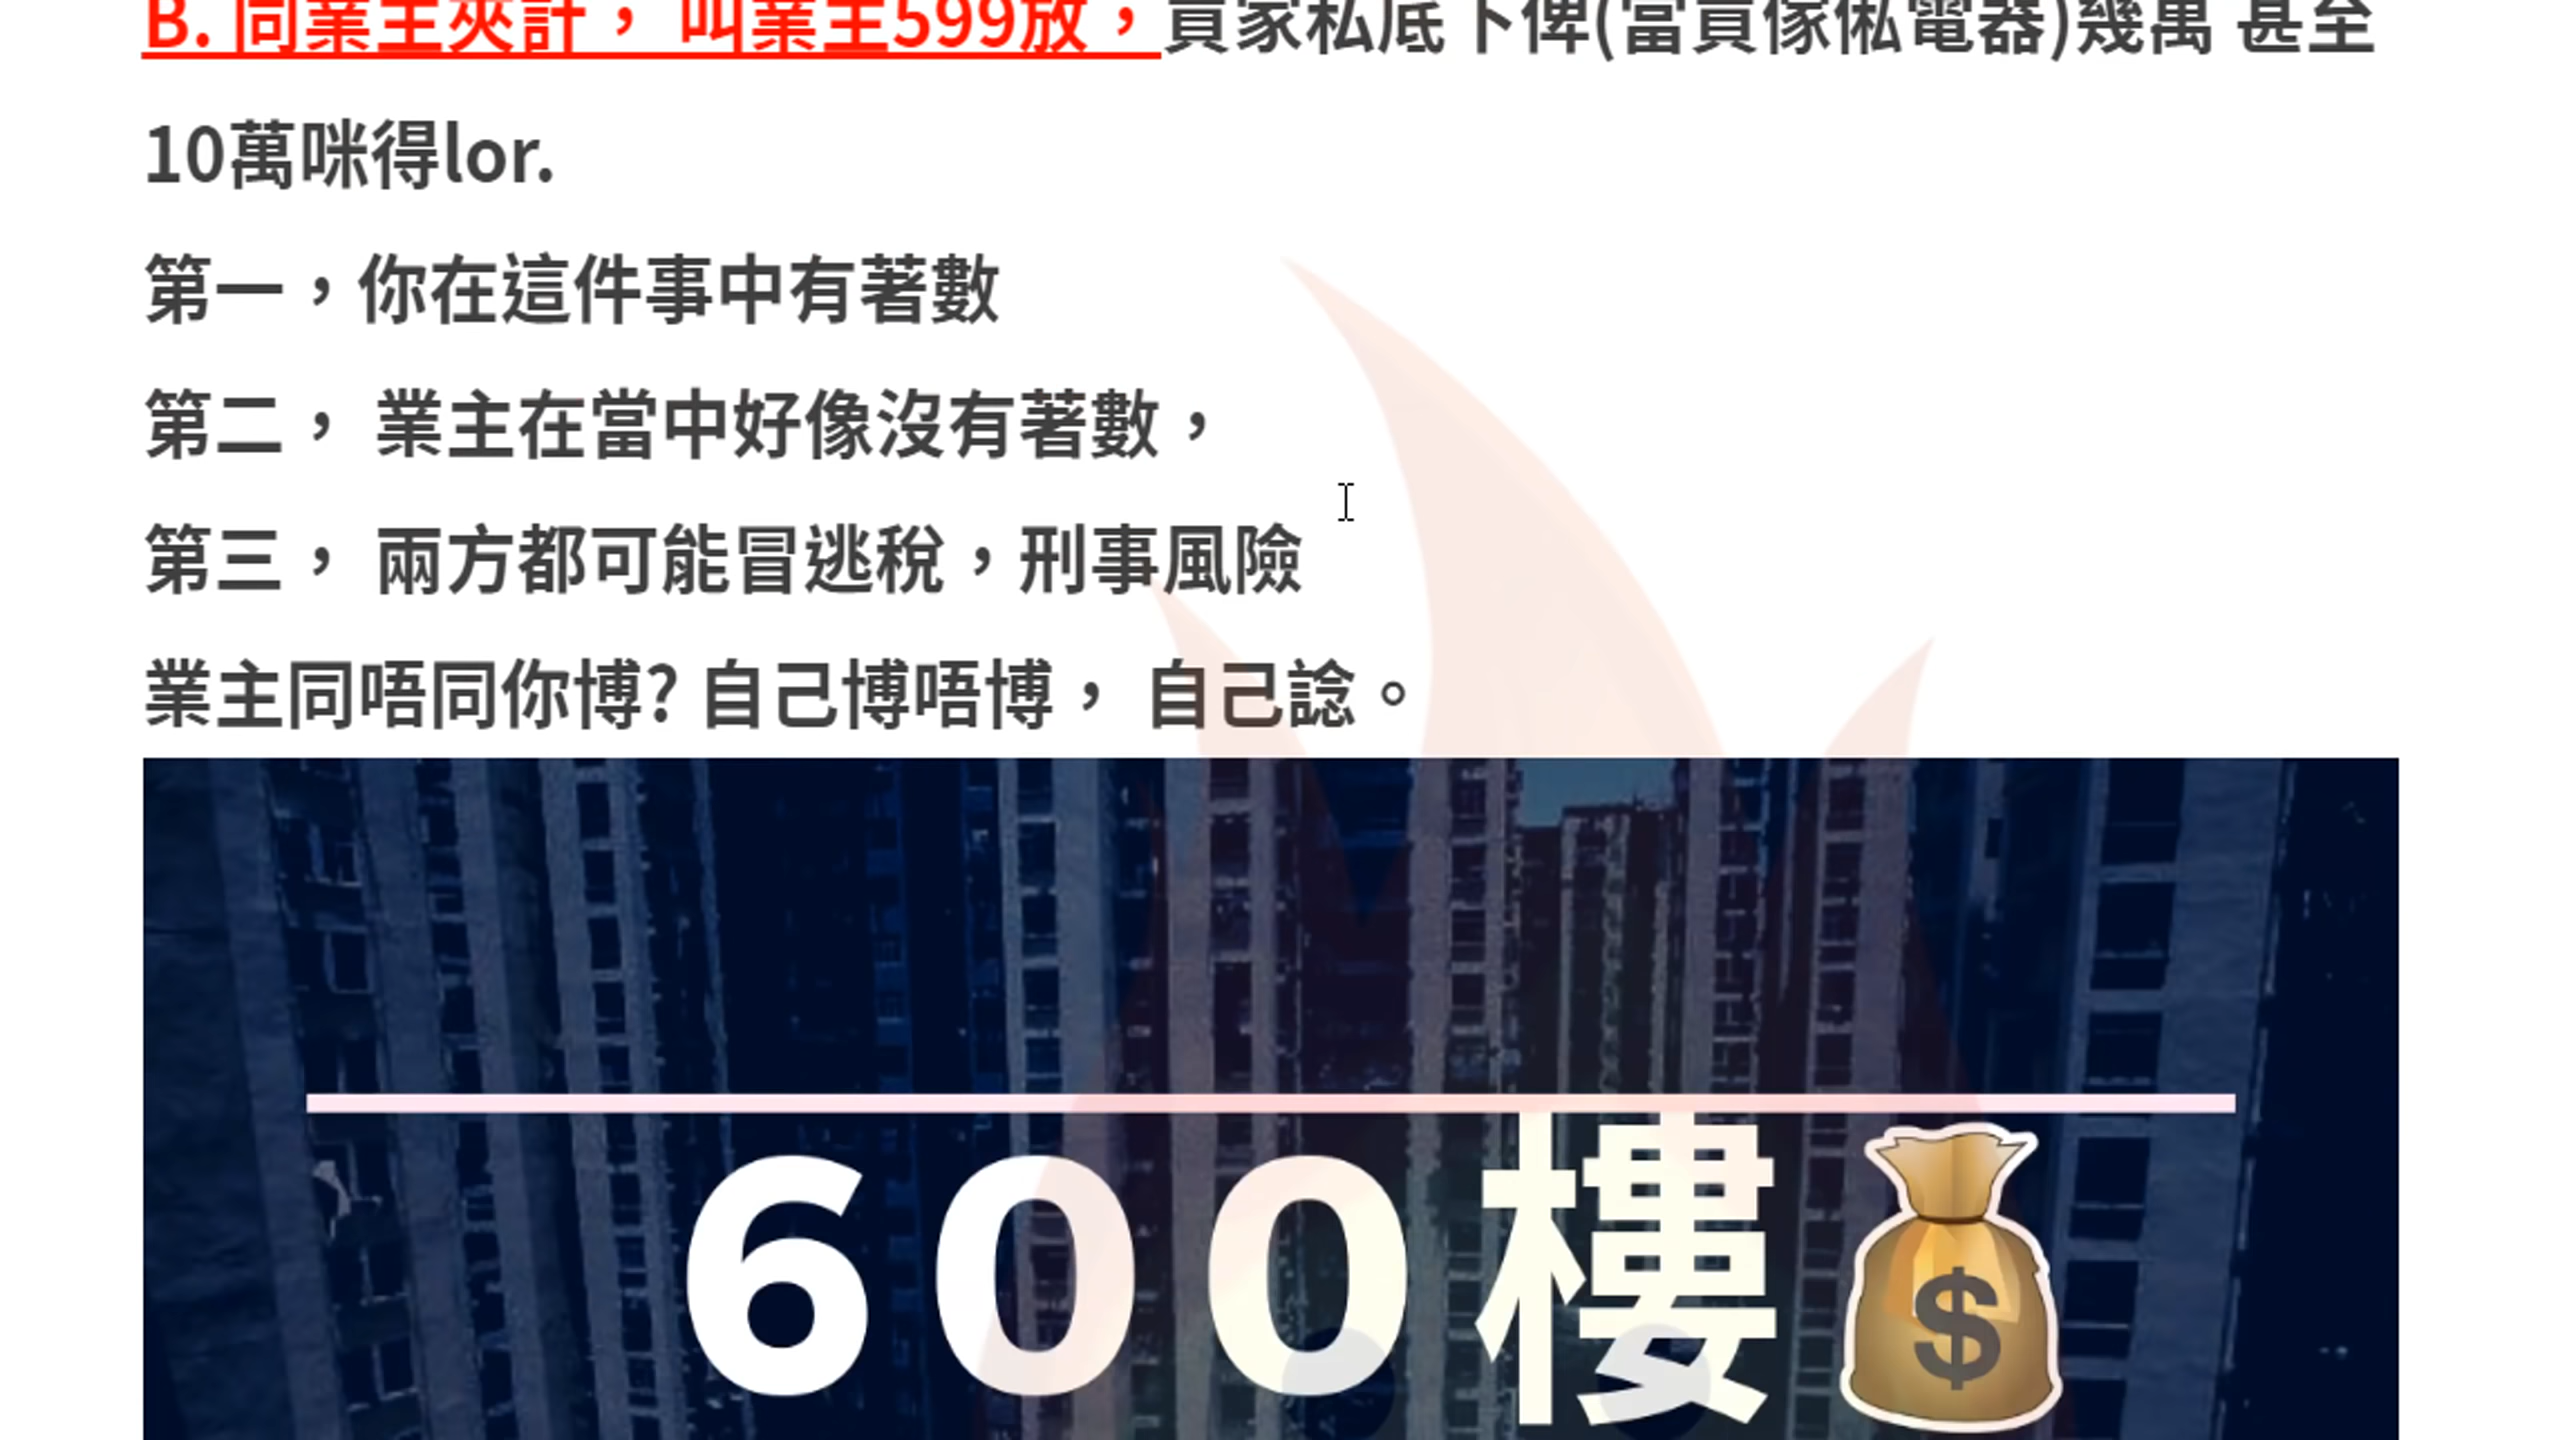 B. 同業主夾計， 叫業主599放，買家私底下俾(當買傢俬電器)幾萬 甚至
10萬咪得lor.
第一，你在這件事中有著數
第二， 業主在當中好像沒有著數，
第三， 兩方都可能冒逃稅，刑事風險
業主同唔同你博? 自己博唔博， 自己諗。
600樓
$